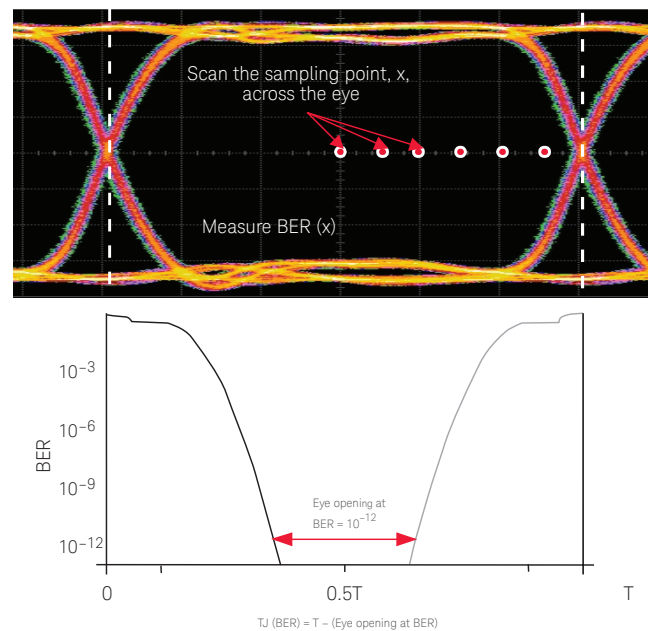 Scan the sampling point, x,
across the eye
Measure BER (x)
BER
10⁻³
10⁻⁶
10⁻⁹
10⁻¹²
Eye opening at
BER = 10⁻¹²
0
0.5T
T
TJ (BER) = T – (Eye opening at BER)